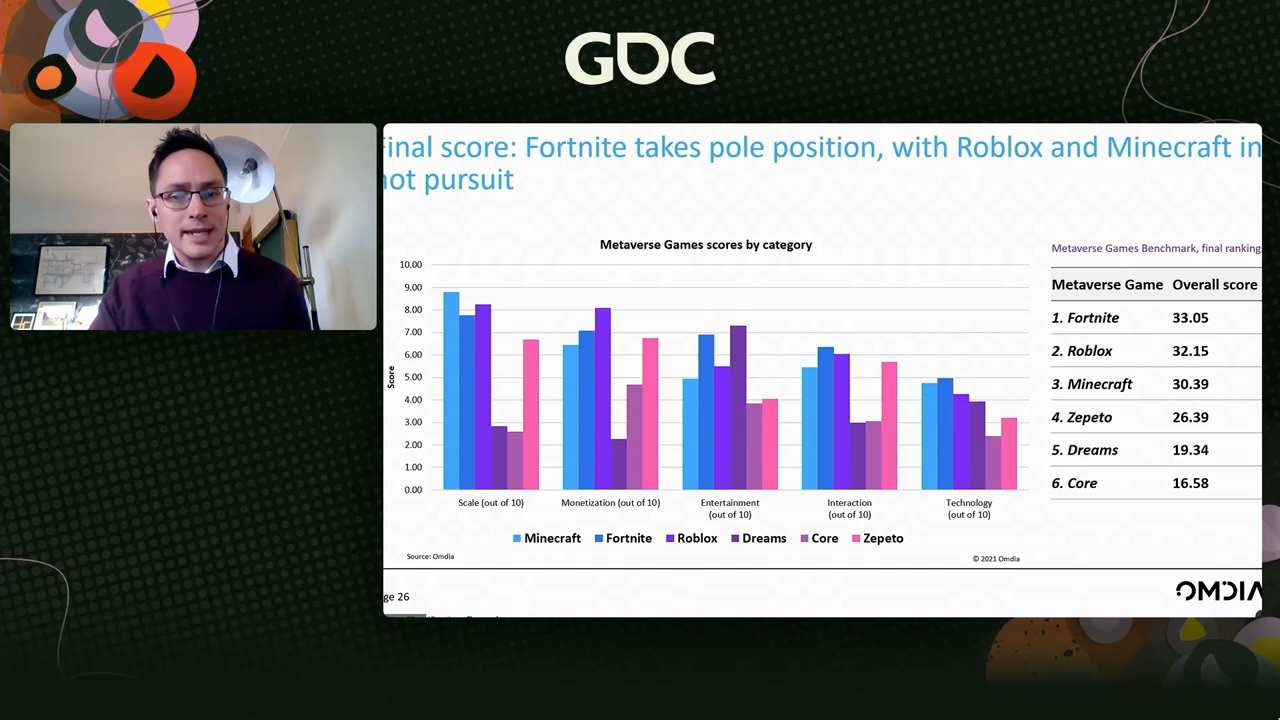 GDC
Final score: Fortnite takes pole position, with Roblox and Minecraft in
hot pursuit
Metaverse Games scores by category
10.00
9.00
8.00
7.00
6.00
5.00
4.00
3.00
2.00
1.00
0.00
Score
Scale (out of 10)
Monetization (out of 10)
Entertainment
(out of 10)
Interaction
(out of 10)
Technology
(out of 10)
Minecraft Fortnite Roblox Dreams Core Zepeto
Source: Omdia
© 2021 Omdia
Metaverse Games Benchmark, final rankings
Metaverse Game Overall score
1. Fortnite 33.05
2. Roblox 32.15
3. Minecraft 30.39
4. Zepeto 26.39
5. Dreams 19.34
6. Core 16.58
ge 26
OMDIA